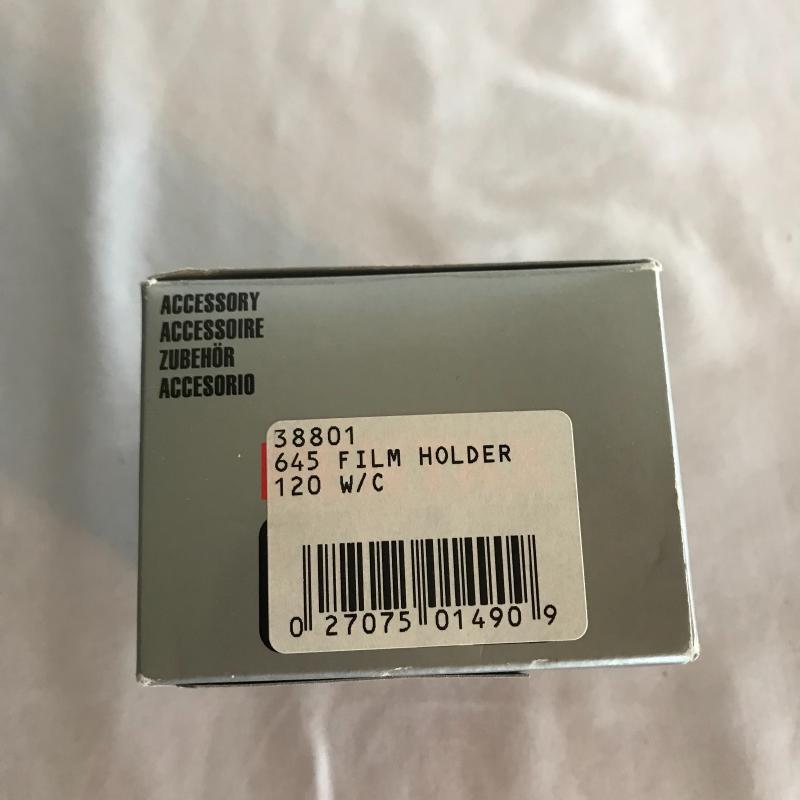 ACCESSORY
ACCESSOIRE
ZUBEHÖR
ACCESORIO
38801
645 FILM HOLDER
120 W/C
0 27075 01490 9